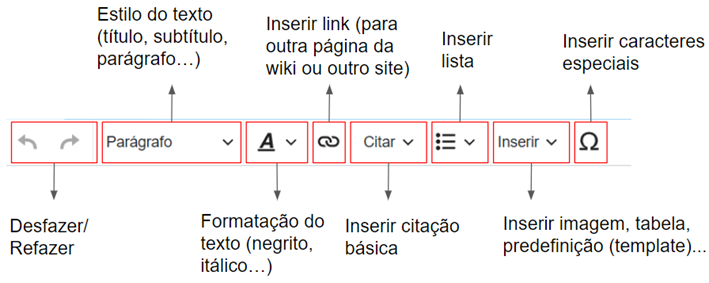 Estilo do texto
(título, subtítulo,
parágrafo…)
Inserir link (para
outra página da
wiki ou outro site)
Inserir
lista
Inserir caracteres
especiais
Parágrafo
A
Citar
Inserir
Ω
Desfazer/
Refazer
Formatação do
texto (negrito,
itálico…)
Inserir citação
básica
Inserir imagem, tabela,
predefinição (template)...